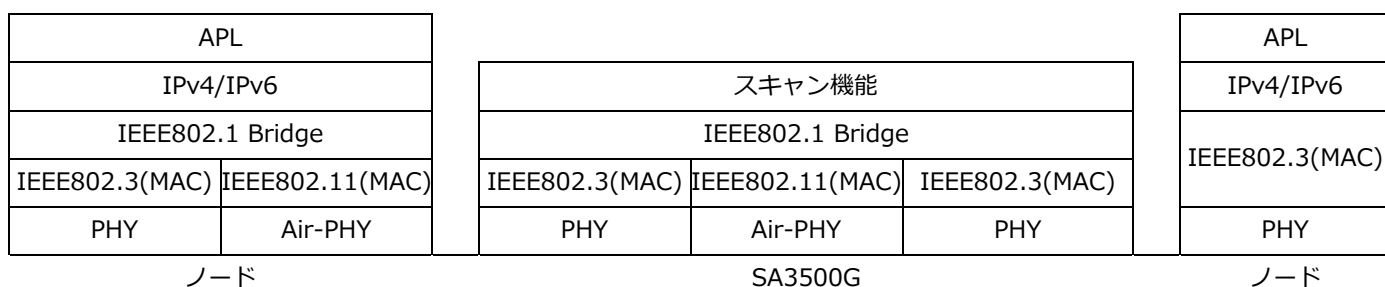 APL APL
IPv4/IPv6 スキャン機能 IPv4/IPv6
IEEE802.1 Bridge IEEE802.1 Bridge IEEE802.3(MAC)
IEEE802.3(MAC) IEEE802.11(MAC) IEEE802.3(MAC) IEEE802.11(MAC) IEEE802.3(MAC)
PHY Air-PHY PHY Air-PHY PHY PHY
ノード SA3500G ノード